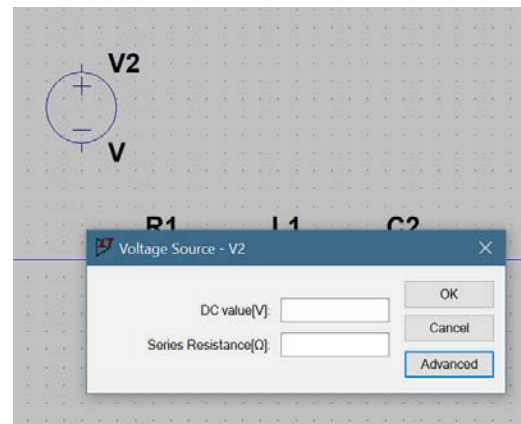 V2
V
R1 L1 C2
Voltage Source - V2
OK
DC value[V]:
Cancel
Series Resistance[Ω]:
Advanced